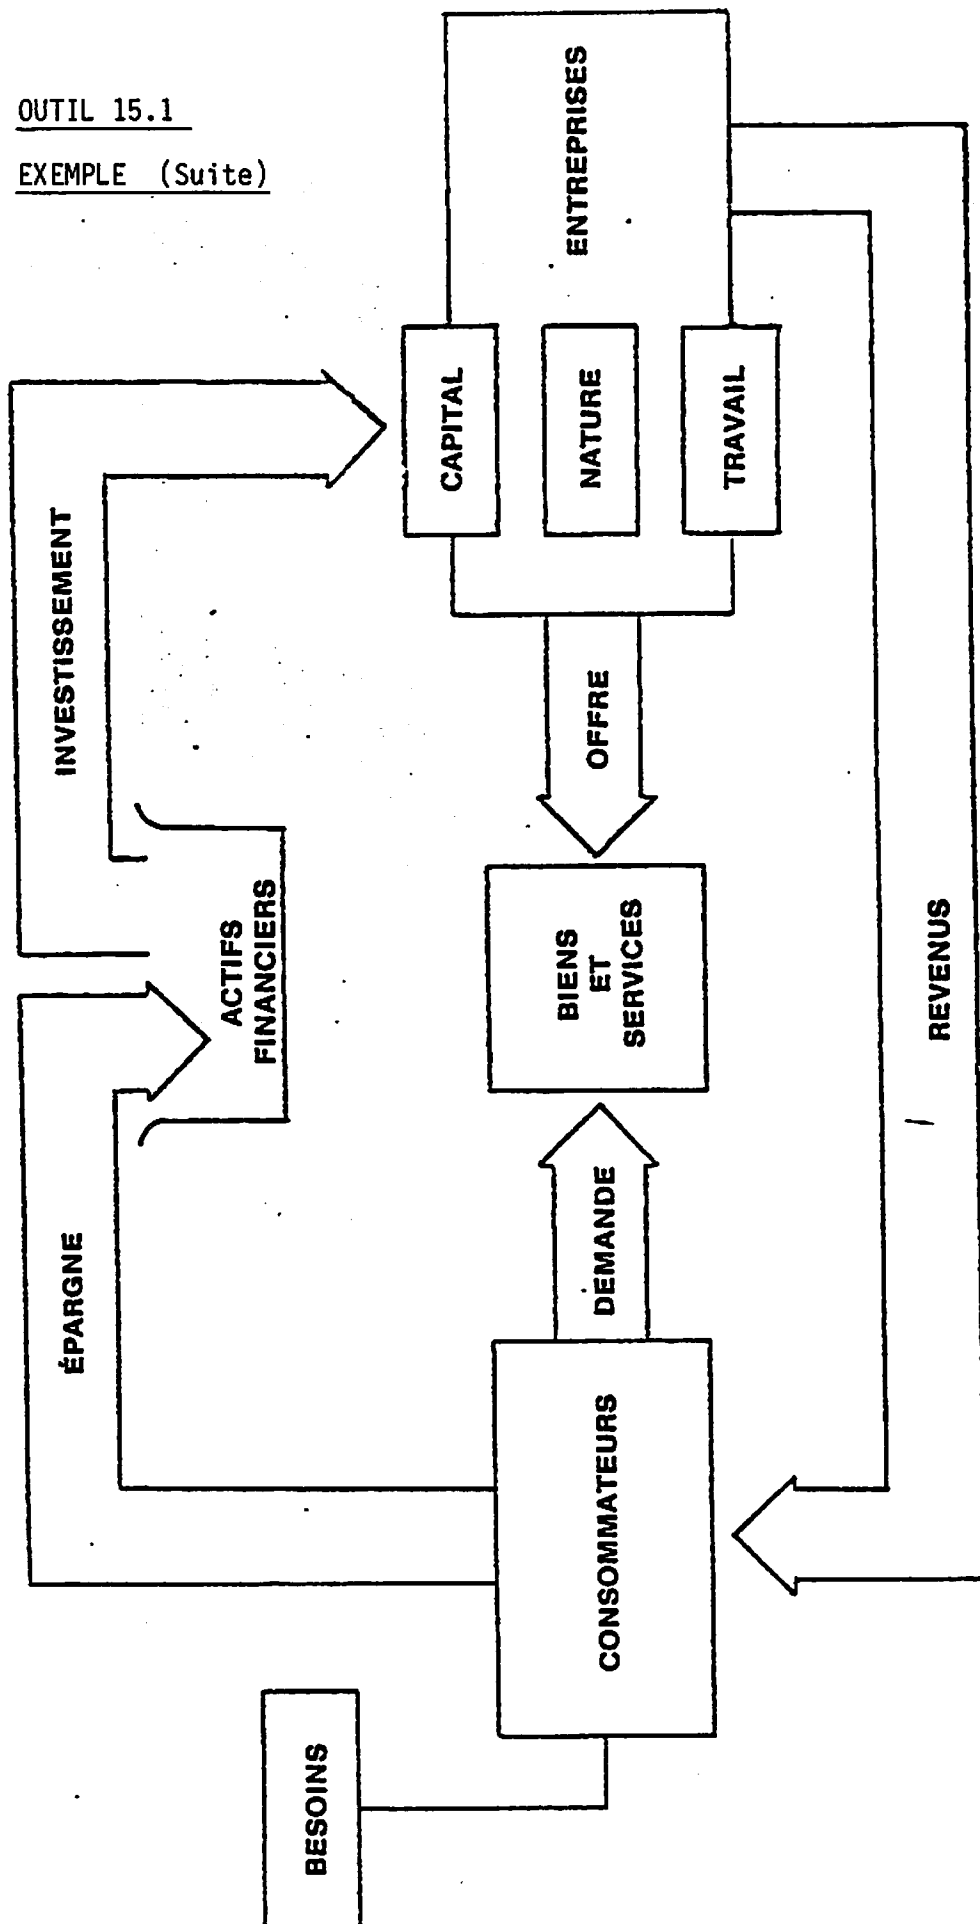 OUTIL 15.1
EXEMPLE (Suite)
ÉPARGNE
INVESTISSEMENT
BESOINS
ACTIFS
FINANCIERS
CONSOMMATEURS
DEMANDE
BIENS
ET
SERVICES
OFFRE
CAPITAL
NATURE
TRAVAIL
ENTREPRISES
REVENUS